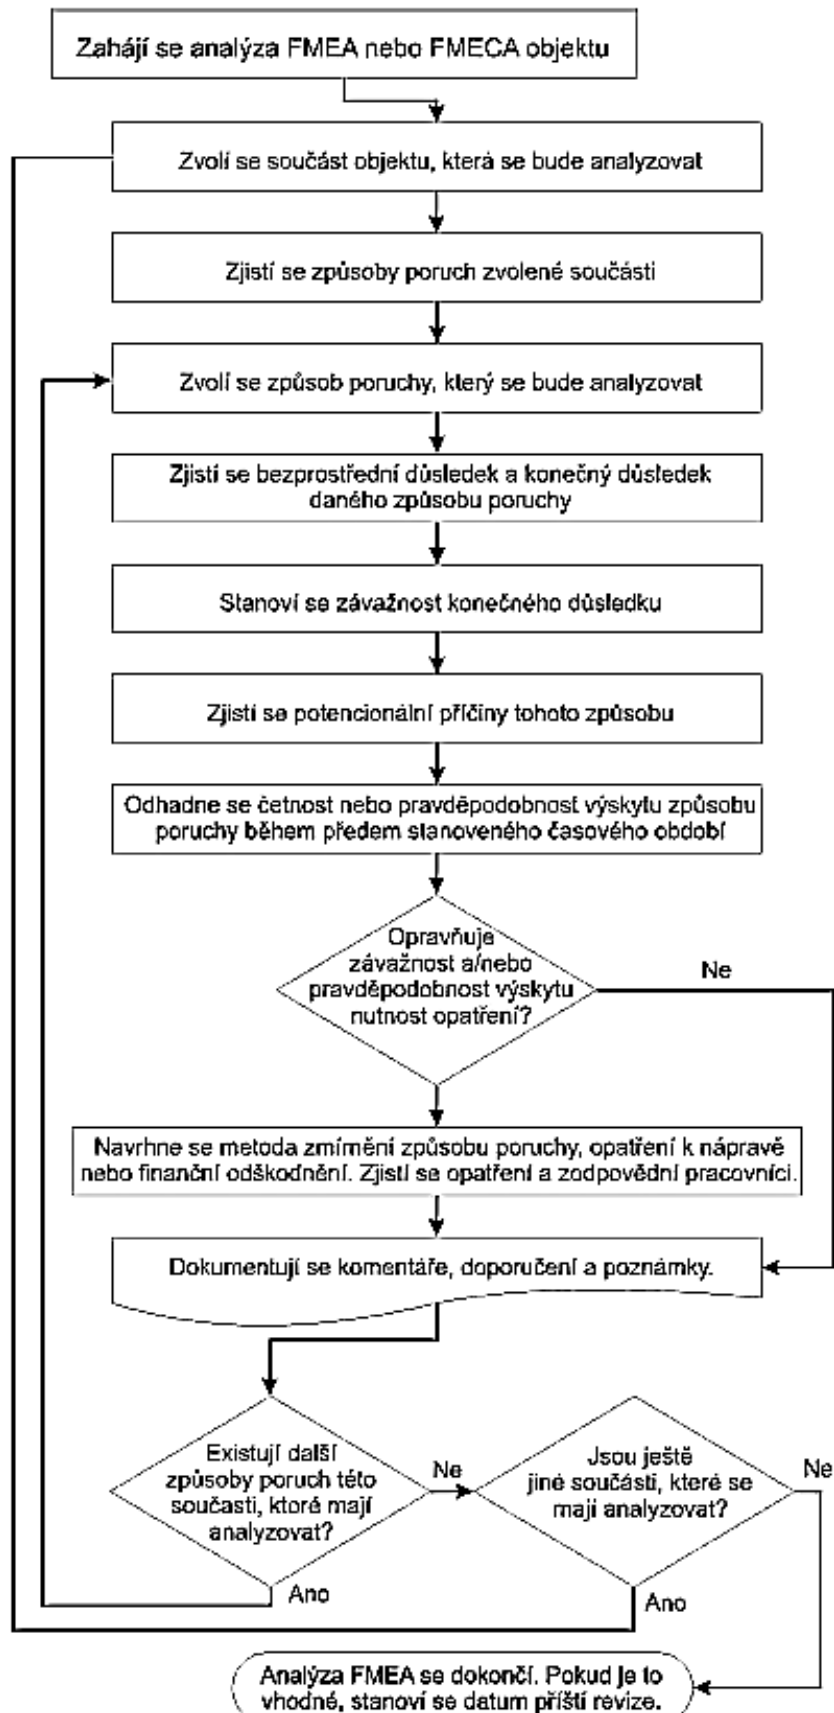 Zahájí se analýza FMEA nebo FMECA objektu
Zvolí se součást objektu, která se bude analyzovat
Zjistí se způsoby poruch zvolené součásti
Zvolí se způsob poruchy, který se bude analyzovat
Zjistí se bezprostřední důsledek a konečný důsledek
daného způsobu poruchy
Stanoví se závažnost konečného důsledku
Zjistí se potencionální příčiny tohoto způsobu
Odhadne se četnost nebo pravděpodobnost výskytu způsobu
poruchy během předem stanoveného časového období
Opravňuje
závažnost a/nebo
pravděpodobnost výskytu
nutnost opatření?
Ne
Navrhne se metoda zmírnění způsobu poruchy, opatření k nápravě
nebo finanční odškodnění. Zjistí se opatření a zodpovědní pracovníci.
Dokumentují se komentáře, doporučení a poznámky.
Existují další
způsoby poruch této
současti, které mají
analyzovat?
Ne
Ano
Jsou ještě
jiné součásti, které se
mají analyzovat?
Ne
Ano
Analýza FMEA se dokončí. Pokud je to
vhodné, stanoví se datum příští revize.